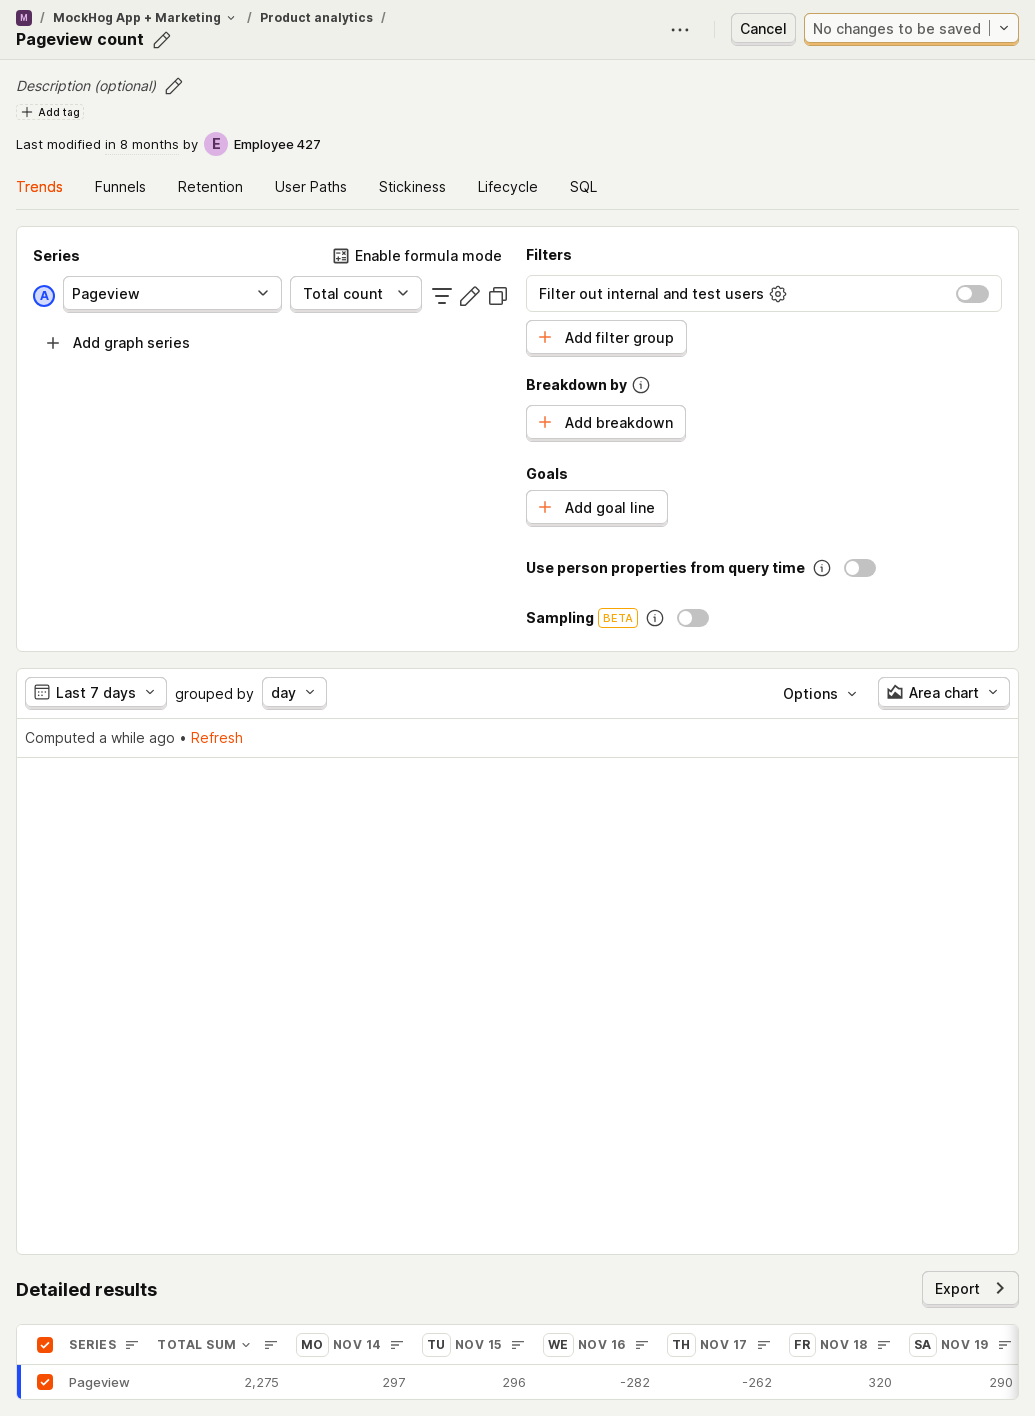 M / MockHog App + Marketing / Product analytics /
Pageview count
Cancel
No changes to be saved
Description (optional)
Add tag
Last modified in 8 months by E Employee 427
Trends Funnels Retention User Paths Stickiness Lifecycle SQL
Series
Enable formula mode
A Pageview Total count
Add graph series
Filters
Filter out internal and test users
Add filter group
Breakdown by
Add breakdown
Goals
Add goal line
Use person properties from query time
Sampling BETA
Last 7 days grouped by day Options Area chart
Computed a while ago • Refresh
Detailed results
Export
SERIES TOTAL SUM MO NOV 14 TU NOV 15 WE NOV 16 TH NOV 17 FR NOV 18 SA NOV 19
Pageview 2,275 297 296 -282 -262 320 290